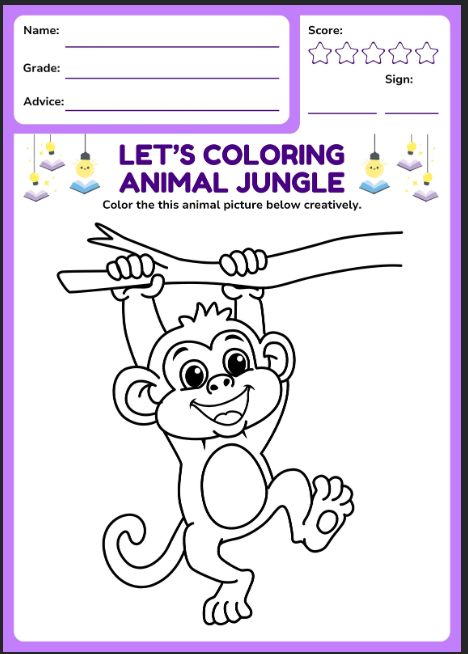 Name:
Score:
Grade:
Sign:
Advice:
LET'S COLORING
ANIMAL JUNGLE
Color the this animal picture below creatively.